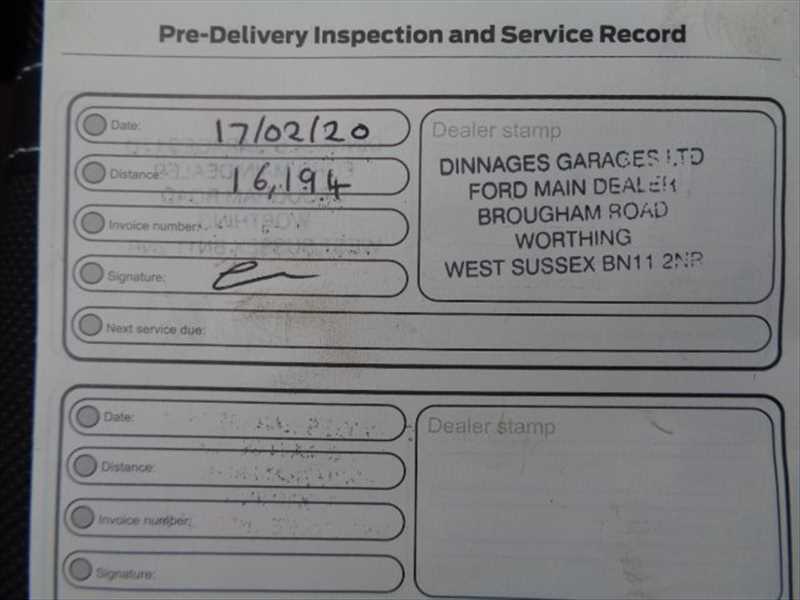 Pre-Delivery Inspection and Service Record
Date: 17/02/20
Distance: 16,194
Invoice number:
Signature:
Next service due:
Dealer stamp
DINNAGES GARAGES LTD
FORD MAIN DEALER
BROUGHAM ROAD
WORTHING
WEST SUSSEX BN11 2NR
Date:
Distance:
Invoice number:
Signature:
Dealer stamp